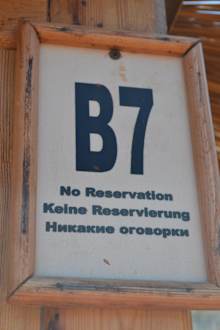 B7
No Reservation
Keine Reservierung
Никакие оговорки